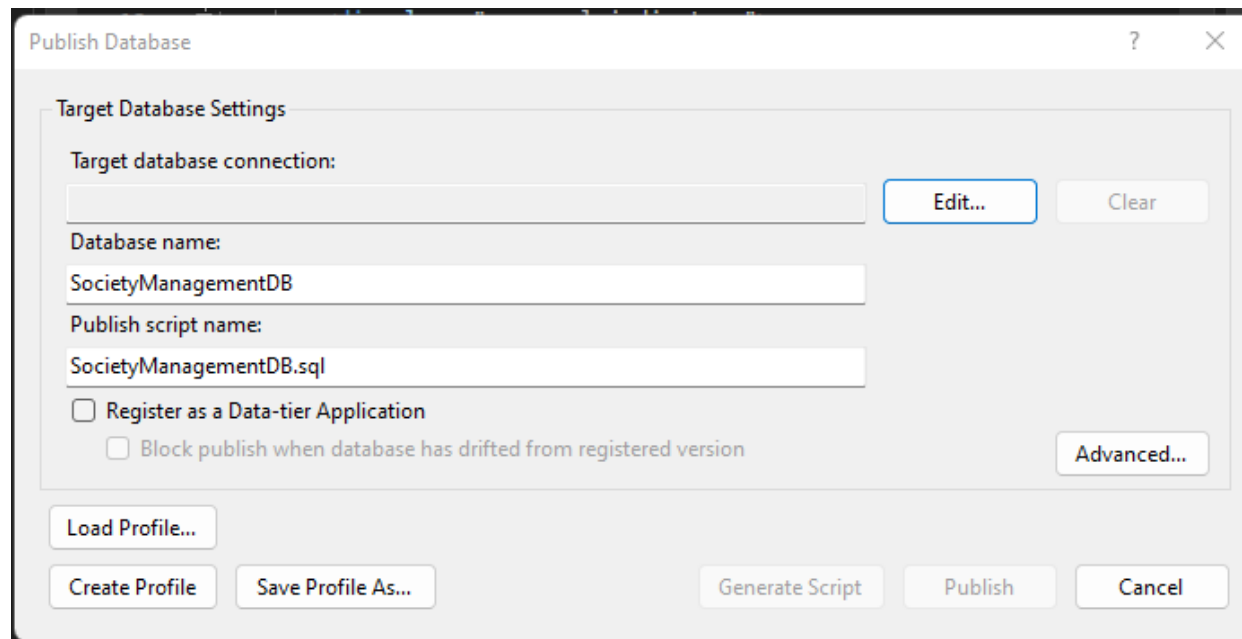 Publish Database
?
Target Database Settings
Target database connection:
Edit...
Clear
Database name:
SocietyManagementDB
Publish script name:
SocietyManagementDB.sql
Register as a Data-tier Application
Block publish when database has drifted from registered version
Advanced...
Load Profile...
Create Profile Save Profile As... Generate Script Publish Cancel